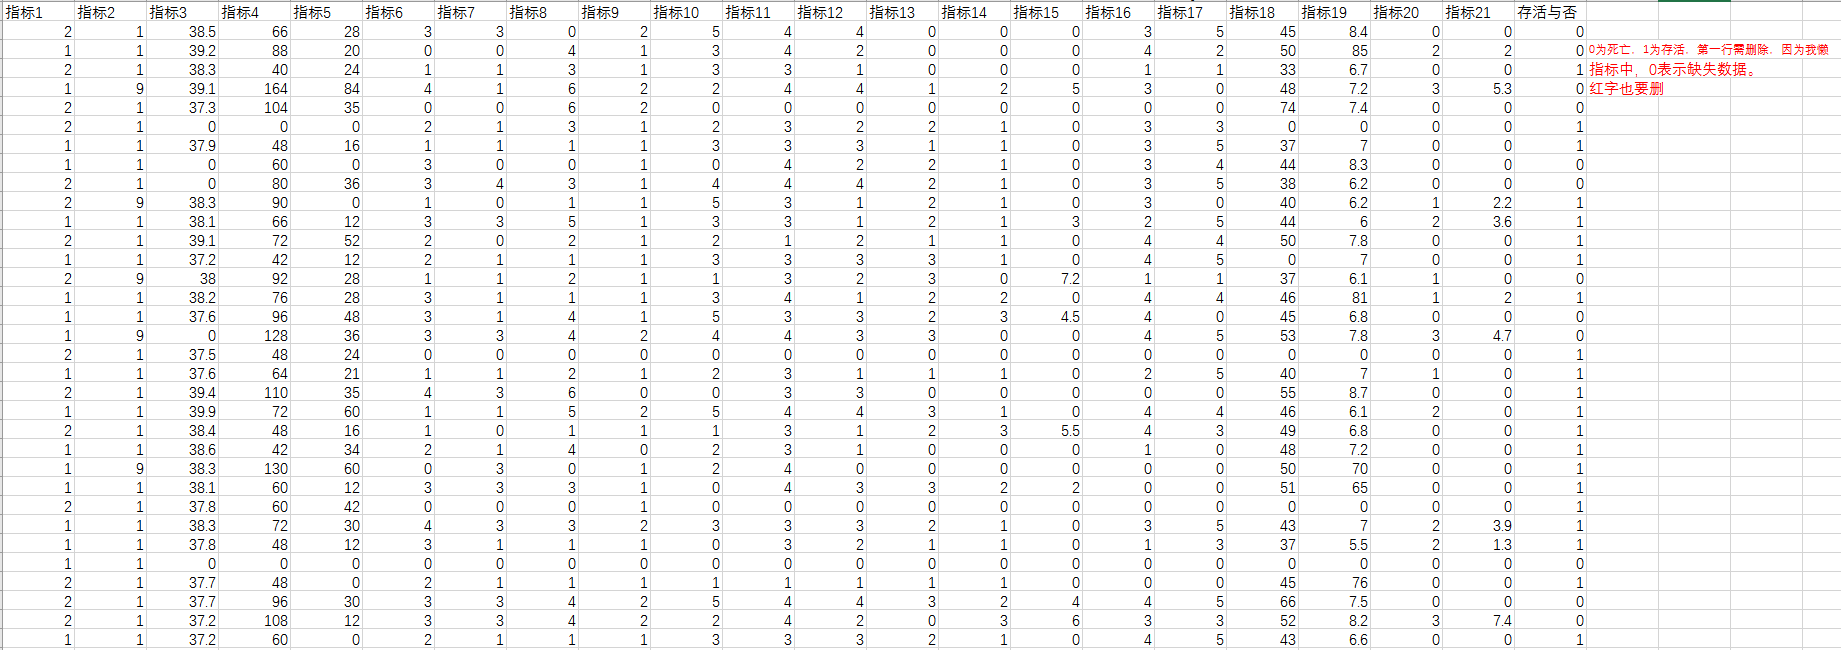 指标1 指标2 指标3 指标4 指标5 指标6 指标7 指标8 指标9 指标10 指标11 指标12 指标13 指标14 指标15 指标16 指标17 指标18 指标19 指标20 指标21 存活与否
2 1 38.5 66 28 3 3 0 2 5 4 4 0 0 0 3 5 45 8.4 0 0 0
1 1 39.2 88 20 0 0 4 1 3 4 2 0 0 0 4 2 50 85 2 2 0 0为死亡，1为存活，第一行需删除，因为我懒
2 1 38.3 40 24 1 1 3 1 3 3 1 0 0 0 1 1 33 6.7 0 0 1 指标中，0表示缺失数据。
1 9 39.1 164 84 4 1 6 2 2 4 4 1 2 5 3 0 48 7.2 3 5.3 0 红字也要删
2 1 37.3 104 35 0 0 6 2 0 0 0 0 0 0 0 0 74 7.4 0 0 0
2 1 0 0 0 2 1 3 1 2 3 2 2 1 0 3 3 0 0 0 0 1
1 1 37.9 48 16 1 1 1 1 3 3 3 1 1 0 3 5 37 7 0 0 1
1 1 0 60 0 3 0 0 1 0 4 2 2 1 0 3 4 44 8.3 0 0 0
2 1 0 80 36 3 4 3 1 4 4 4 2 1 0 3 5 38 6.2 0 0 0
2 9 38.3 90 0 1 0 1 1 5 3 1 2 1 0 3 0 40 6.2 1 2.2 1
1 1 38.1 66 12 3 3 5 1 3 3 1 2 1 3 2 5 44 6 2 3.6 1
2 1 39.1 72 52 2 0 2 1 2 1 2 1 1 0 4 4 50 7.8 0 0 1
1 1 37.2 42 12 2 1 1 1 3 3 3 3 1 0 4 5 0 7 0 0 1
2 9 38 92 28 1 1 2 1 1 3 2 3 0 7.2 1 1 37 6.1 1 0 0
1 1 38.2 76 28 3 1 1 1 3 4 1 2 2 0 4 4 46 81 1 2 1
1 1 37.6 96 48 3 1 4 1 5 3 3 2 3 4.5 4 0 45 6.8 0 0 0
1 9 0 128 36 3 3 4 2 4 4 3 3 0 0 4 5 53 7.8 3 4.7 0
2 1 37.5 48 24 0 0 0 0 0 0 0 0 0 0 0 0 0 0 0 0 1
1 1 37.6 64 21 1 1 2 1 2 3 1 1 1 0 2 5 40 7 1 0 1
2 1 39.4 110 35 4 3 6 0 0 3 3 0 0 0 0 0 55 8.7 0 0 1
1 1 39.9 72 60 1 1 5 2 5 4 4 3 1 0 4 4 46 6.1 2 0 1
2 1 38.4 48 16 1 0 1 1 1 3 1 2 3 5.5 4 3 49 6.8 0 0 1
1 1 38.6 42 34 2 1 4 0 2 3 1 0 0 0 1 0 48 7.2 0 0 1
1 9 38.3 130 60 0 3 0 1 2 4 0 0 0 0 0 0 50 70 0 0 1
1 1 38.1 60 12 3 3 3 1 0 4 3 3 2 2 0 0 51 65 0 0 1
2 1 37.8 60 42 0 0 0 1 0 0 0 0 0 0 0 0 0 0 0 0 1
1 1 38.3 72 30 4 3 3 2 3 3 3 2 1 0 3 5 43 7 2 3.9 1
1 1 37.8 48 12 3 1 1 1 0 3 2 1 1 0 1 3 37 5.5 2 1.3 1
1 1 0 0 0 0 0 0 0 0 0 0 0 0 0 0 0 0 0 0 0 0
2 1 37.7 48 0 2 1 1 1 1 1 1 1 1 0 0 0 45 76 0 0 1
2 1 37.7 96 30 3 3 4 2 5 4 4 3 2 4 4 5 66 7.5 0 0 0
2 1 37.2 108 12 3 3 4 2 2 4 2 0 3 6 3 3 52 8.2 3 7.4 0
1 1 37.2 60 0 2 1 1 1 3 3 3 2 1 0 4 5 43 6.6 0 0 1